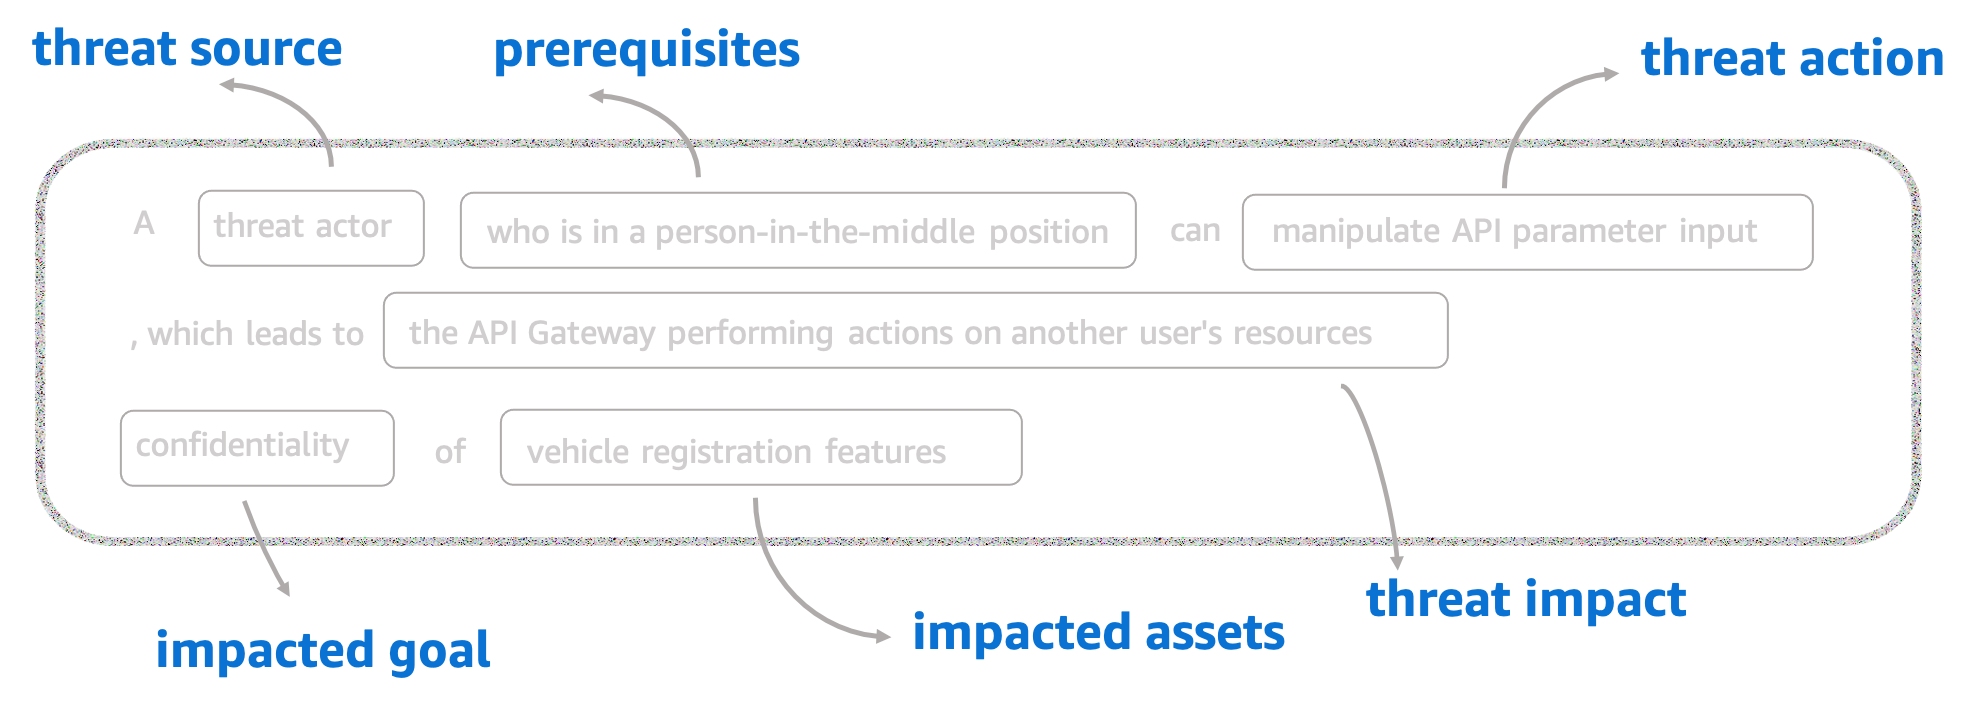 threat source
prerequisites
threat action
A threat actor who is in a person-in-the-middle position can manipulate API parameter input
, which leads to the API Gateway performing actions on another user's resources
confidentiality of vehicle registration features
threat impact
impacted assets
impacted goal